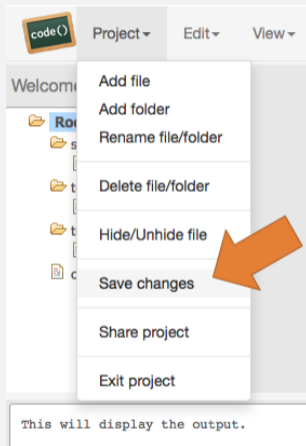 code()
Project
Edit
View
Welcom
Add file
Add folder
Rename file/folder
Delete file/folder
Hide/Unhide file
Save changes
Share project
Exit project
Roo
s
t
t
c
This will display the output.